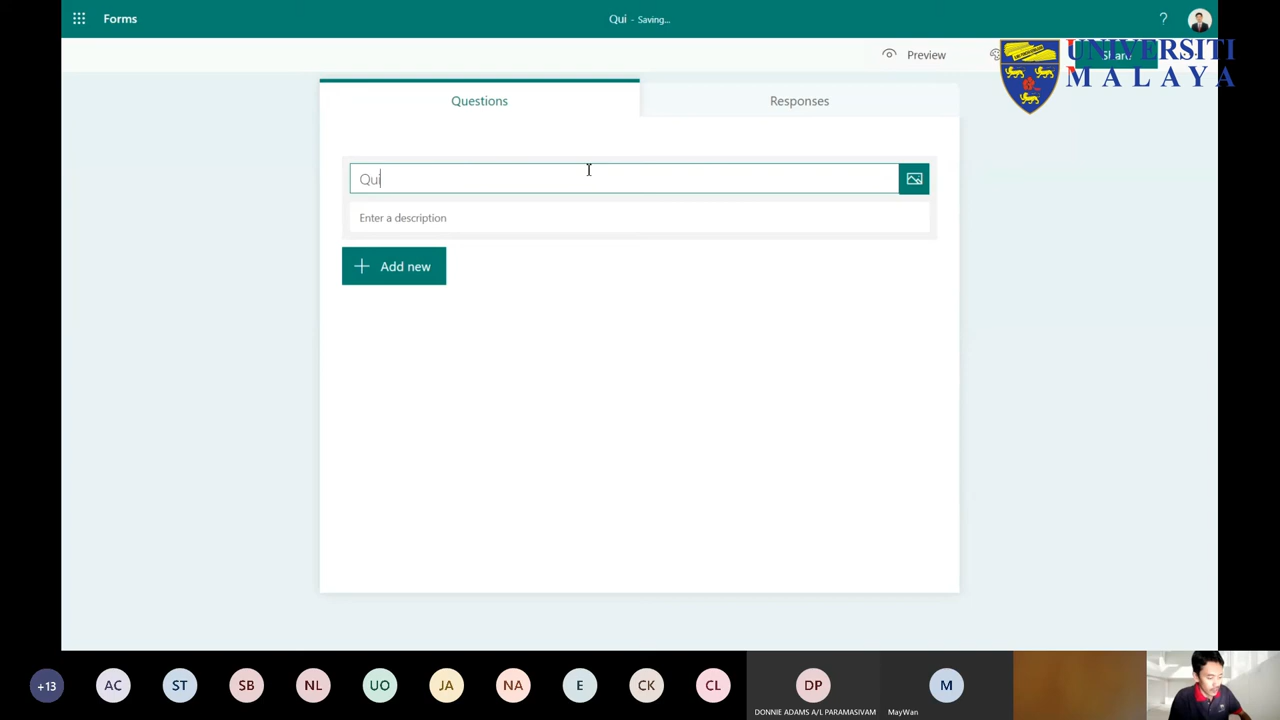 Forms
Qui - Saving...
?
Preview
Share
UNIVERSITI
MALAYA
Questions
Responses
Qui
Enter a description
Add new
+13
AC
ST
SB
NL
UO
JA
NA
E
CK
CL
DP
M
DONNIE ADAMS A/L PARAMASIVAM
MayWan